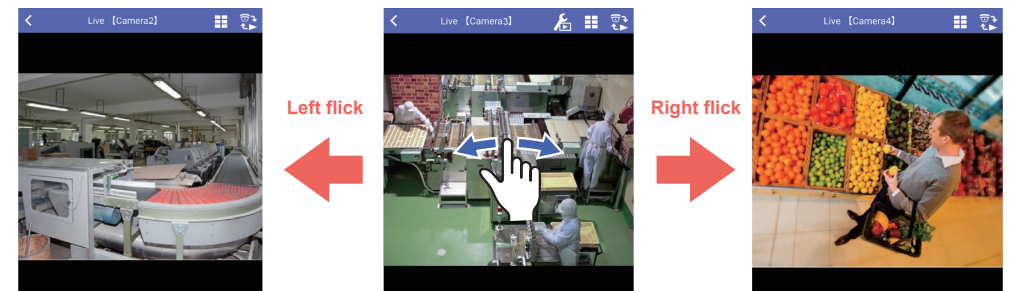 Live 【Camera2】
Live 【Camera3】
Live 【Camera4】
Left flick
Right flick